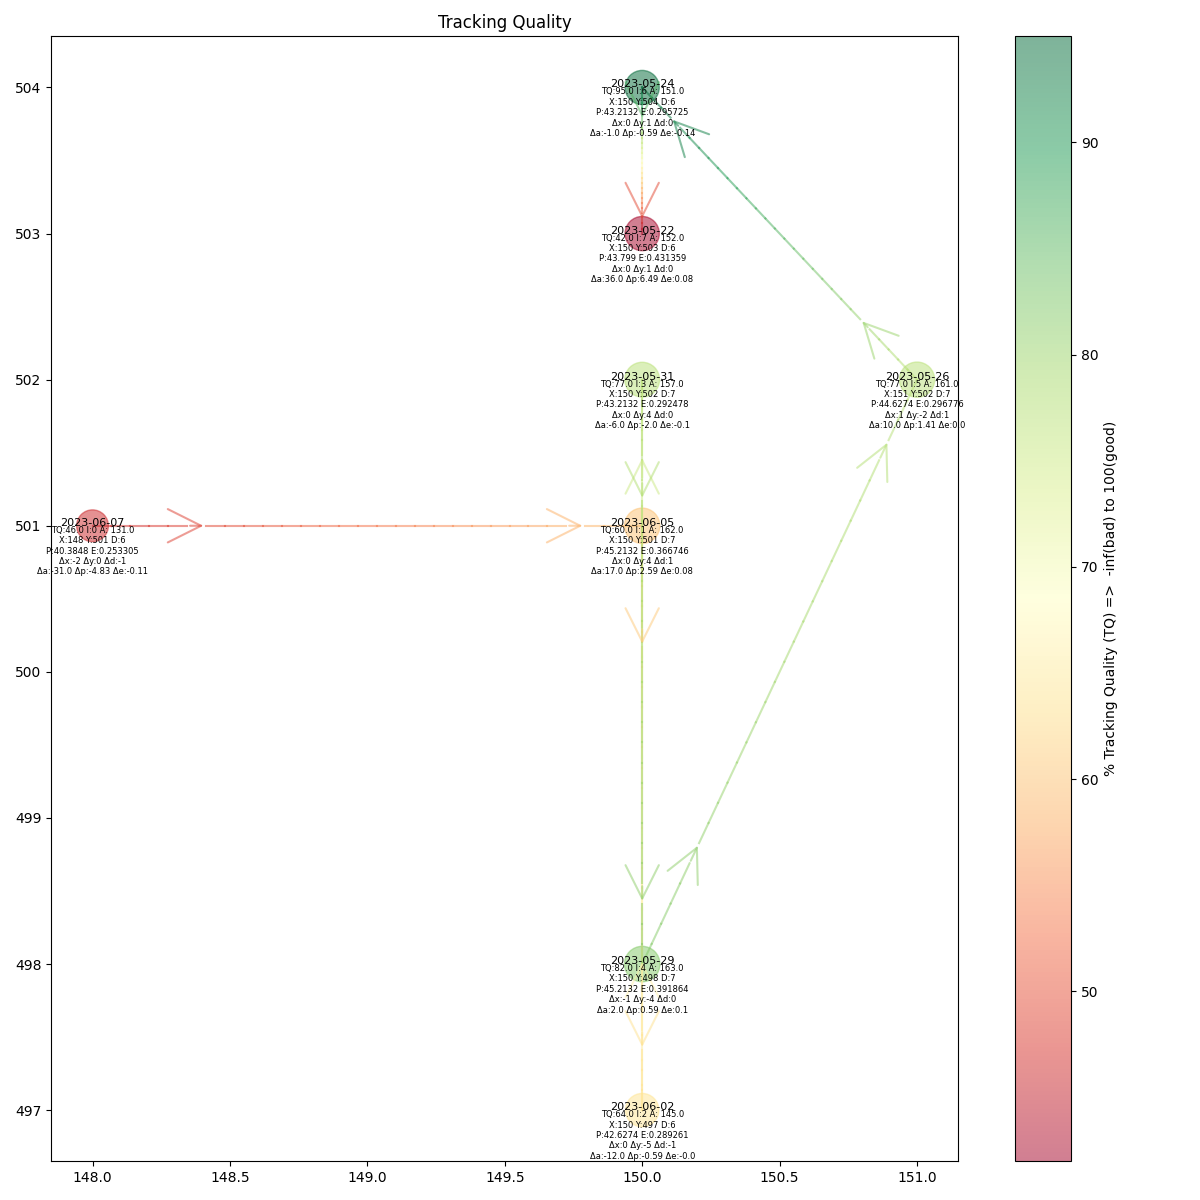 Tracking Quality
504
503
502
501
500
499
498
497
148.0
148.5
149.0
149.5
150.0
150.5
151.0
2023-05-24
TQ:95.0 I:6 A: 151.0
X:150 Y:504 D:6
P:43.2132 E:0.295725
Δx:0 Δy:1 Δd:0
Δa:-1.0 Δp:-0.59 Δe:-0.14
2023-05-22
TQ:42.0 I:7 A: 152.0
X:150 Y:503 D:6
P:43.799 E:0.431359
Δx:0 Δy:1 Δd:0
Δa:36.0 Δp:6.49 Δe:0.08
2023-05-31
TQ:77.0 I:3 A: 157.0
X:150 Y:502 D:7
P:43.2132 E:0.292478
Δx:0 Δy:4 Δd:0
Δa:-6.0 Δp:-2.0 Δe:-0.1
2023-05-26
TQ:77.0 I:5 A: 161.0
X:151 Y:502 D:7
P:44.6274 E:0.296776
Δx:1 Δy:-2 Δd:1
Δa:10.0 Δp:1.41 Δe:0.0
2023-06-07
TQ:46.0 I:0 A: 131.0
X:148 Y:501 D:6
P:40.3848 E:0.253305
Δx:-2 Δy:0 Δd:-1
Δa:-31.0 Δp:-4.83 Δe:-0.11
2023-06-05
TQ:60.0 I:1 A: 162.0
X:150 Y:501 D:7
P:45.2132 E:0.366746
Δx:0 Δy:4 Δd:1
Δa:17.0 Δp:2.59 Δe:0.08
2023-05-29
TQ:82.0 I:4 A: 163.0
X:150 Y:498 D:7
P:45.2132 E:0.391864
Δx:-1 Δy:-4 Δd:0
Δa:2.0 Δp:0.59 Δe:0.1
2023-06-02
TQ:64.0 I:2 A: 145.0
X:150 Y:497 D:6
P:42.6274 E:0.289261
Δx:0 Δy:-5 Δd:-1
Δa:-12.0 Δp:-0.59 Δe:-0.0
90
80
70
60
50
% Tracking Quality (TQ) =>  -inf(bad) to 100(good)